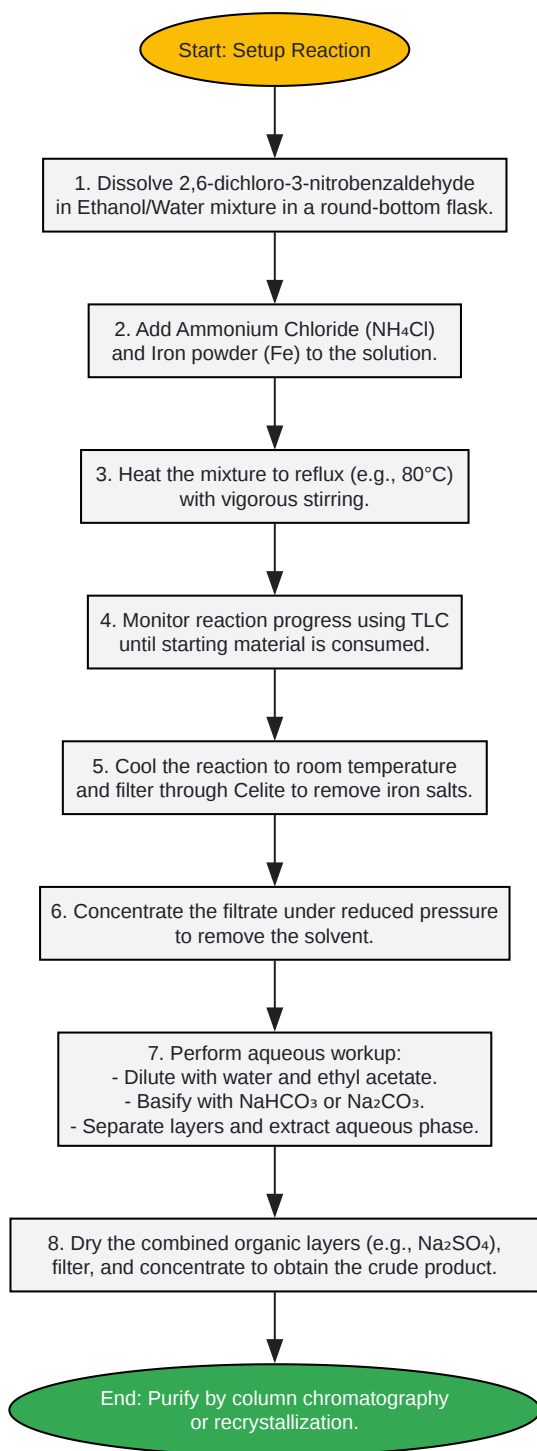 Start: Setup Reaction
1. Dissolve 2,6-dichloro-3-nitrobenzaldehyde
in Ethanol/Water mixture in a round-bottom flask.
2. Add Ammonium Chloride (NH₄Cl)
and Iron powder (Fe) to the solution.
3. Heat the mixture to reflux (e.g., 80°C)
with vigorous stirring.
4. Monitor reaction progress using TLC
until starting material is consumed.
5. Cool the reaction to room temperature
and filter through Celite to remove iron salts.
6. Concentrate the filtrate under reduced pressure
to remove the solvent.
7. Perform aqueous workup:
- Dilute with water and ethyl acetate.
- Basify with NaHCO₃ or Na₂CO₃.
- Separate layers and extract aqueous phase.
8. Dry the combined organic layers (e.g., Na₂SO₄),
filter, and concentrate to obtain the crude product.
End: Purify by column chromatography
or recrystallization.